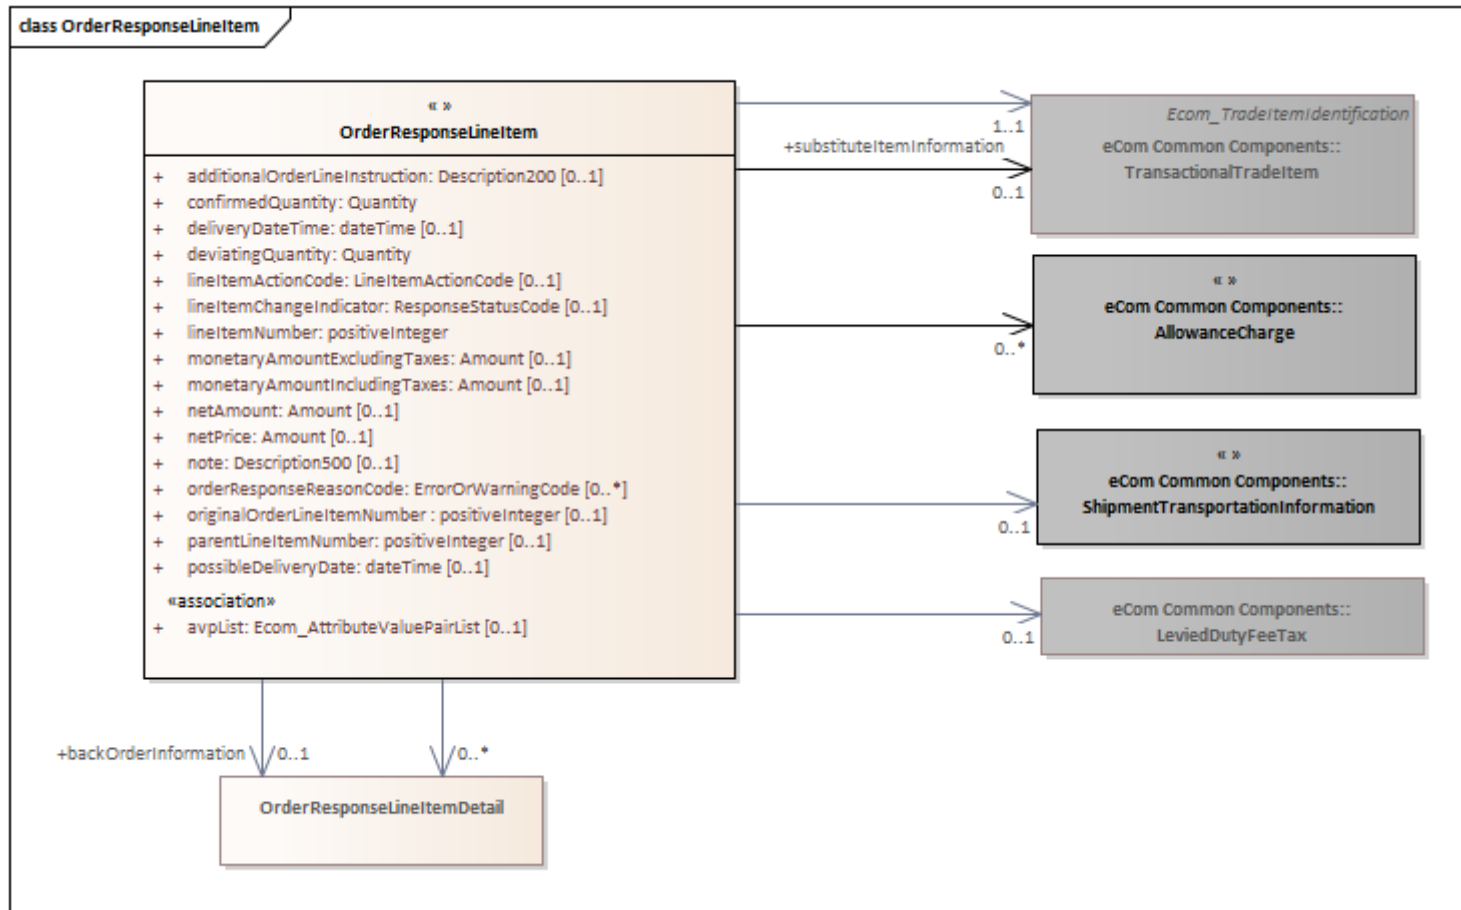 class OrderResponseLineItem
« »
OrderResponseLineItem
+ additionalOrderLineInstruction: Description200 [0..1]
+ confirmedQuantity: Quantity
+ deliveryDateTime: dateTime [0..1]
+ deviatingQuantity: Quantity
+ lineItemActionCode: LineItemActionCode [0..1]
+ lineItemChangeIndicator: ResponseStatusCode [0..1]
+ lineItemNumber: positiveInteger
+ monetaryAmountExcludingTaxes: Amount [0..1]
+ monetaryAmountIncludingTaxes: Amount [0..1]
+ netAmount: Amount [0..1]
+ netPrice: Amount [0..1]
+ note: Description500 [0..1]
+ orderResponseReasonCode: ErrorOrWarningCode [0..*]
+ originalOrderLineItemNumber : positiveInteger [0..1]
+ parentLineItemNumber: positiveInteger [0..1]
+ possibleDeliveryDate: dateTime [0..1]
«association»
+ avpList: Ecom_AttributeValuePairList [0..1]
1..1
+substituteItemInformation
0..1
Ecom_TradeItemIdentification
eCom Common Components::
TransactionalTradeItem
0..*
« »
eCom Common Components::
AllowanceCharge
0..1
« »
eCom Common Components::
ShipmentTransportationInformation
0..1
eCom Common Components::
LeviedDutyFeeTax
+backOrderInformation
0..1
0..*
OrderResponseLineItemDetail